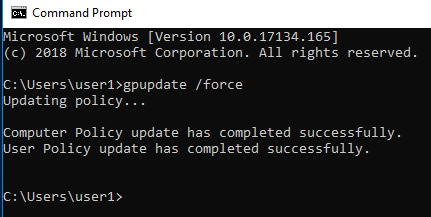 Command Prompt
Microsoft Windows [Version 10.0.17134.165]
(c) 2018 Microsoft Corporation. All rights reserved.
C:\Users\user1>gpupdate /force
Updating policy...
Computer Policy update has completed successfully.
User Policy update has completed successfully.
C:\Users\user1>